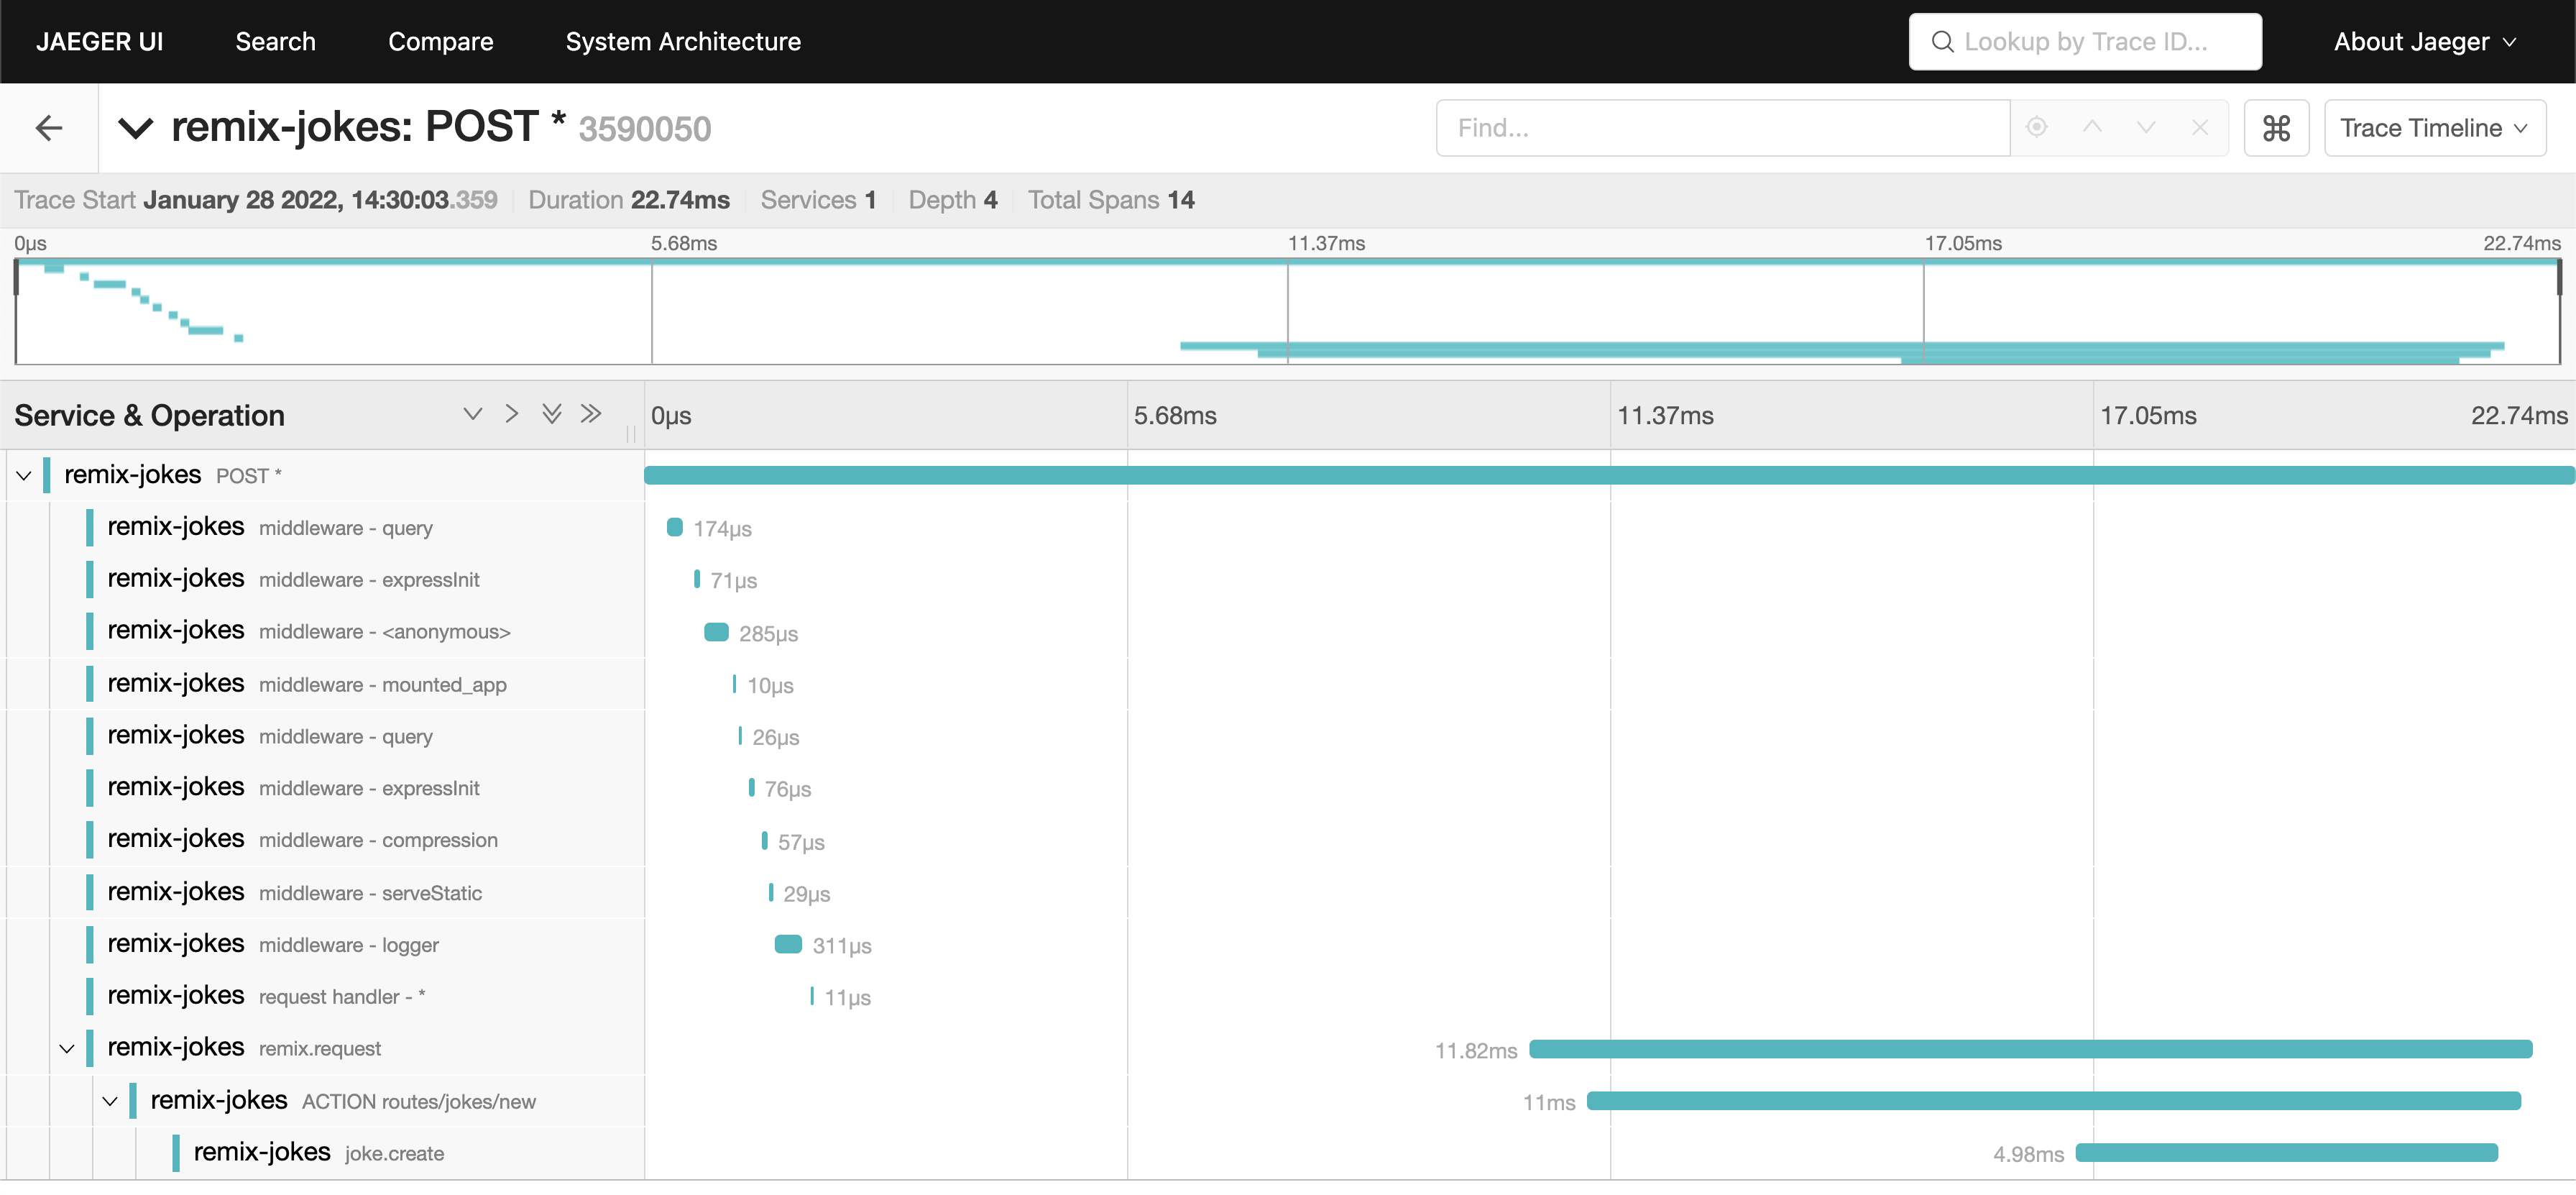 JAEGER UI Search Compare System Architecture Lookup by Trace ID... About Jaeger
remix-jokes: POST * 3590050 Find... ⌘ Trace Timeline
Trace Start January 28 2022, 14:30:03.359 Duration 22.74ms Services 1 Depth 4 Total Spans 14
0μs 5.68ms 11.37ms 17.05ms 22.74ms
Service & Operation 0μs 5.68ms 11.37ms 17.05ms 22.74ms
remix-jokes POST *
remix-jokes middleware - query 174μs
remix-jokes middleware - expressInit 71μs
remix-jokes middleware - <anonymous> 285μs
remix-jokes middleware - mounted_app 10μs
remix-jokes middleware - query 26μs
remix-jokes middleware - expressInit 76μs
remix-jokes middleware - compression 57μs
remix-jokes middleware - serveStatic 29μs
remix-jokes middleware - logger 311μs
remix-jokes request handler - * 11μs
remix-jokes remix.request 11.82ms
remix-jokes ACTION routes/jokes/new 11ms
remix-jokes joke.create 4.98ms